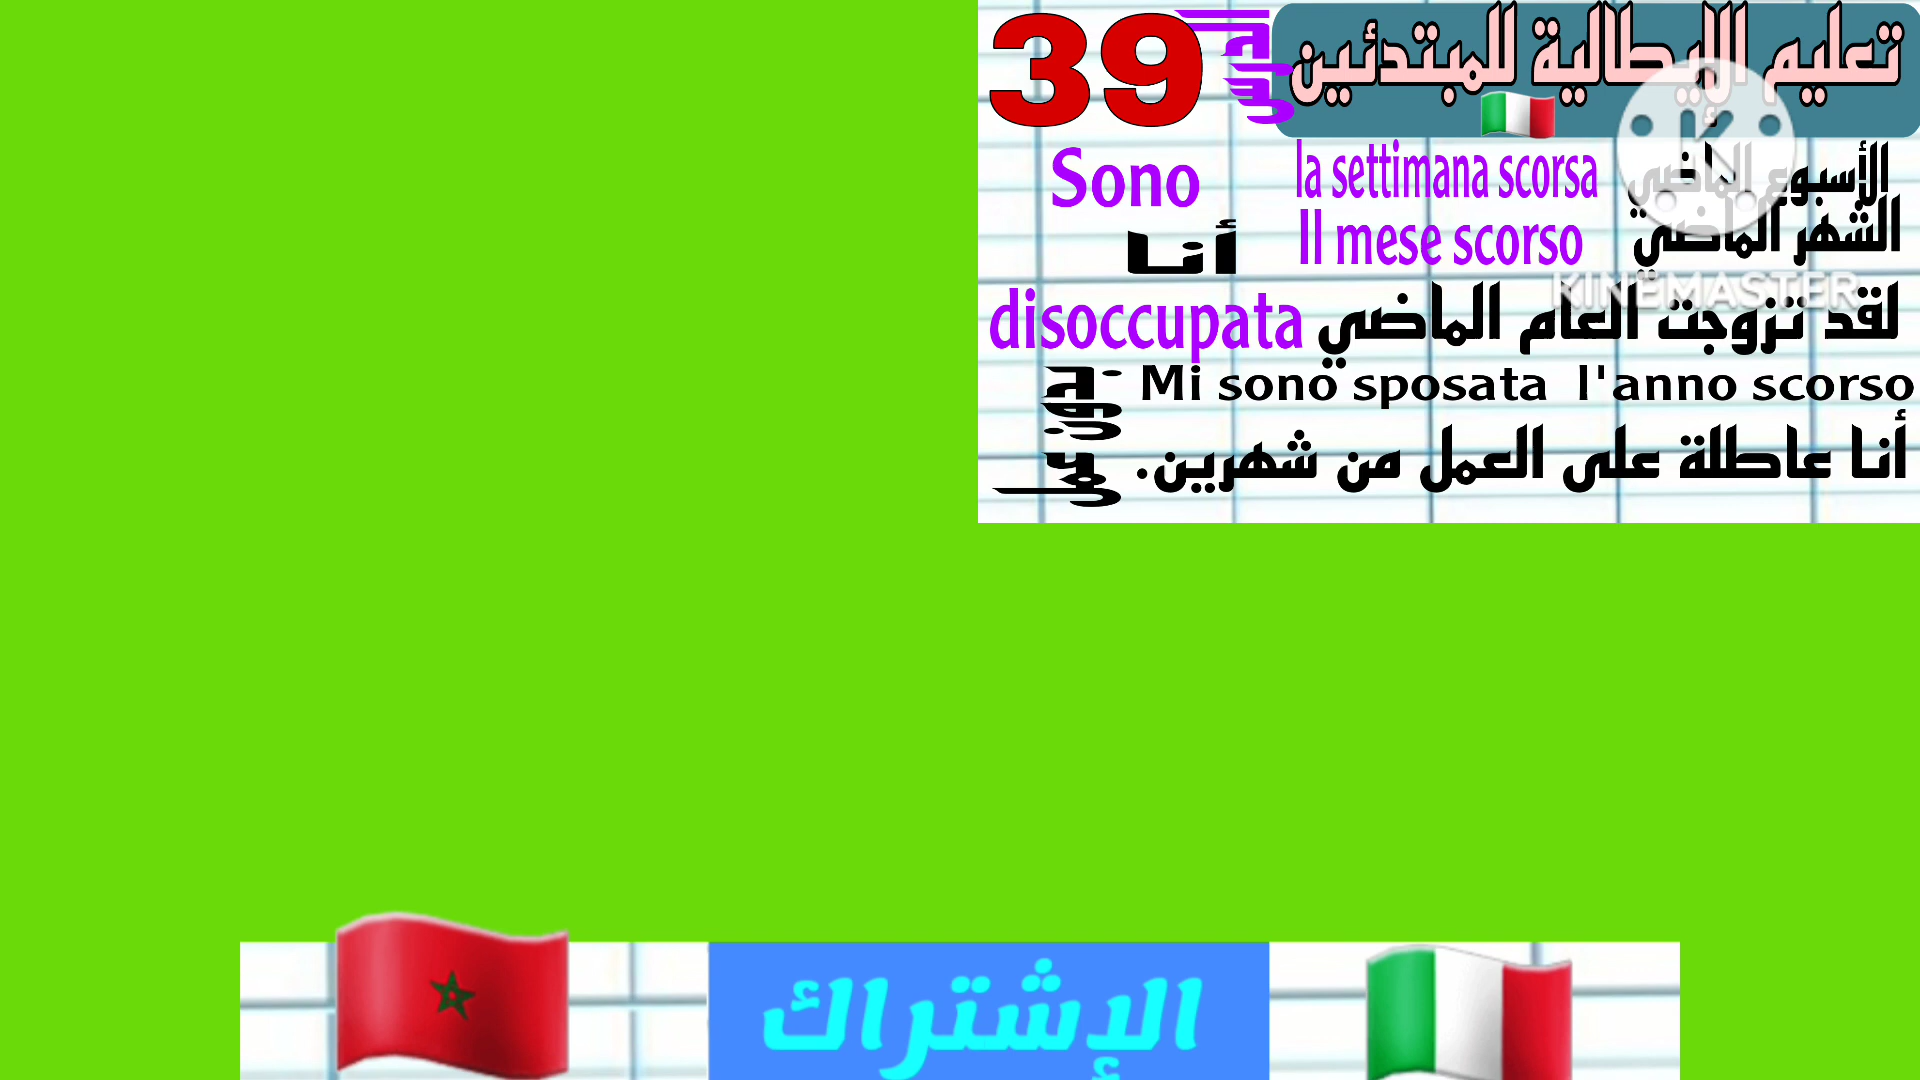 39
تعليم الإيطالية للمبتدئين
Sono
أنا
la settimana scorsa
الأسبوع الماضي
Il mese scorso
الشهر الماضي
KINEMASTER
disoccupata
لقد تزوجت العام الماضي
Mi sono sposata l'anno scorso
أنا عاطلة على العمل من شهرين.
الإشتراك